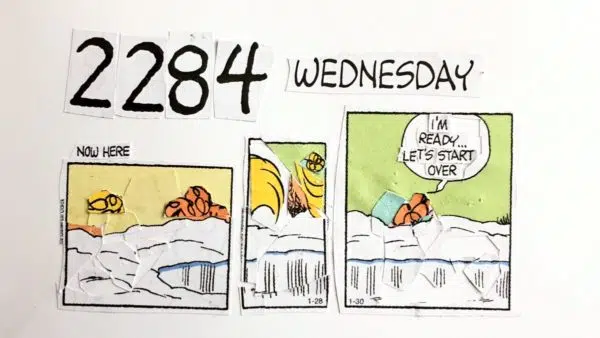 2284
WEDNESDAY
NOW HERE
I'M
READY...
LET'S START
OVER
1-28
1-30